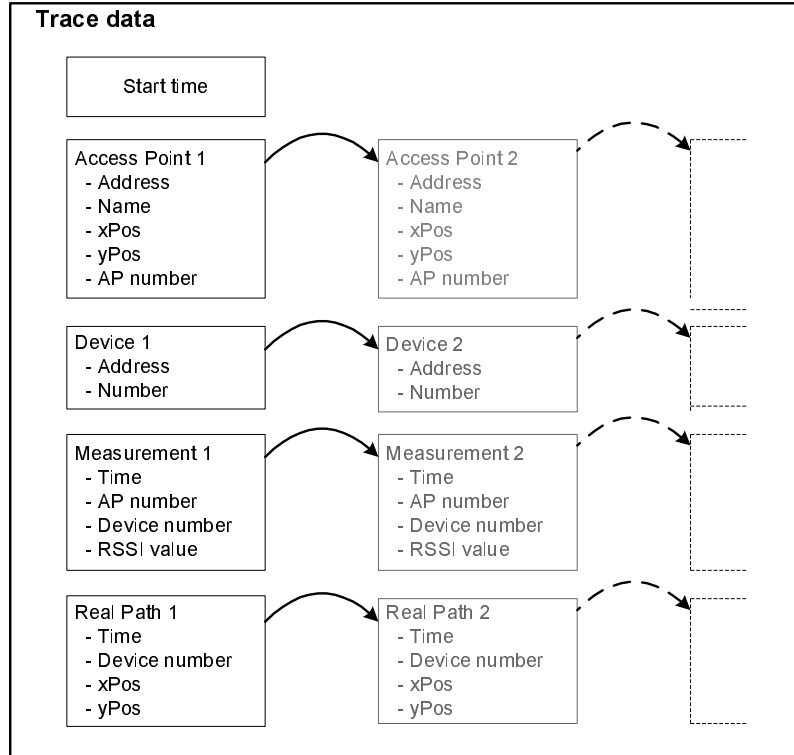 Trace data
Start time
Access Point 1
- Address
- Name
- xPos
- yPos
- AP number
Access Point 2
- Address
- Name
- xPos
- yPos
- AP number
Device 1
- Address
- Number
Device 2
- Address
- Number
Measurement 1
- Time
- AP number
- Device number
- RSSI value
Measurement 2
- Time
- AP number
- Device number
- RSSI value
Real Path 1
- Time
- Device number
- xPos
- yPos
Real Path 2
- Time
- Device number
- xPos
- yPos